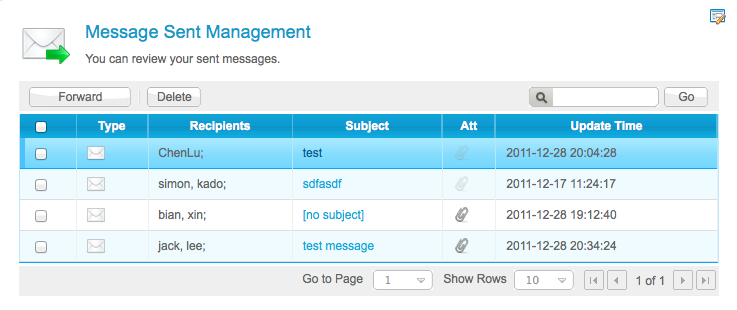 Message Sent Management
You can review your sent messages.
Forward Delete Go
Type Recipients Subject Att Update Time
ChenLu; test 2011-12-28 20:04:28
simon, kado; sdfasdf 2011-12-17 11:24:17
bian, xin; [no subject] 2011-12-28 19:12:40
jack, lee; test message 2011-12-28 20:34:24
Go to Page 1 Show Rows 10 1 of 1